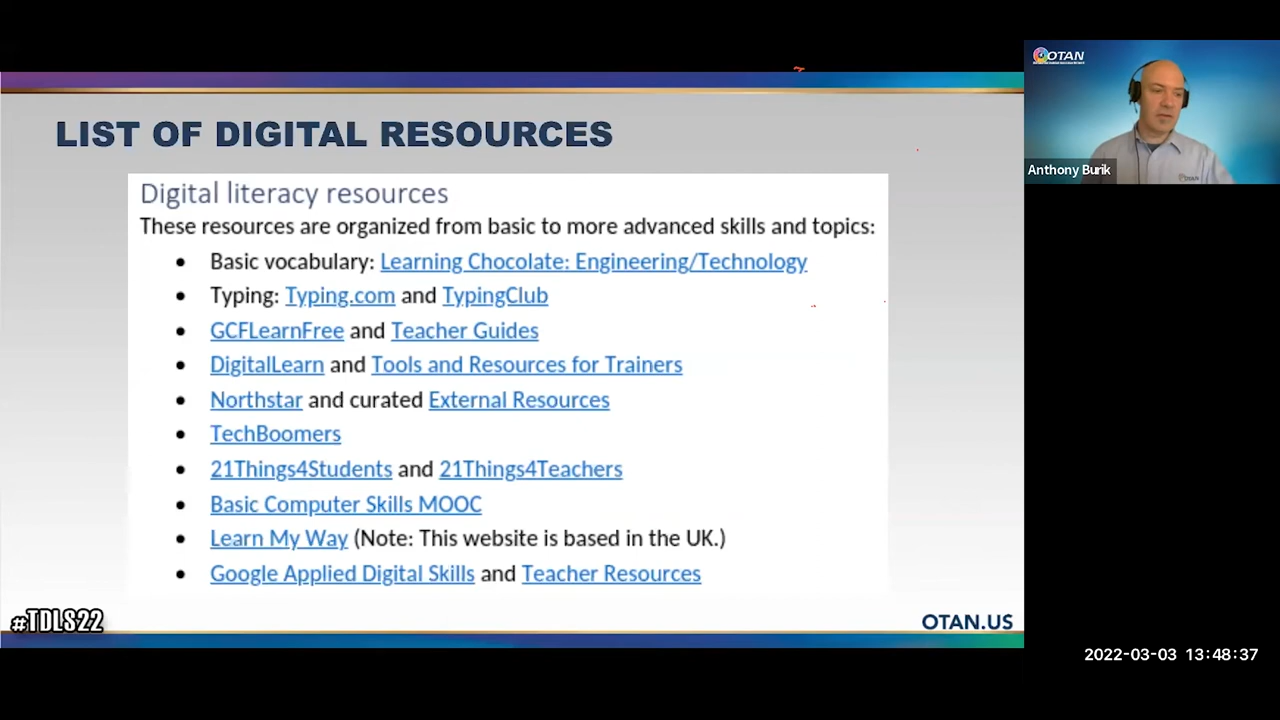 OTAN
Anthony Burik
OTAN
LIST OF DIGITAL RESOURCES
Digital literacy resources
These resources are organized from basic to more advanced skills and topics:
• Basic vocabulary: Learning Chocolate: Engineering/Technology
• Typing: Typing.com and TypingClub
• GCFLearnFree and Teacher Guides
• DigitalLearn and Tools and Resources for Trainers
• Northstar and curated External Resources
• TechBoomers
• 21Things4Students and 21Things4Teachers
• Basic Computer Skills MOOC
• Learn My Way (Note: This website is based in the UK.)
• Google Applied Digital Skills and Teacher Resources
#TDLS22
OTAN.US
2022-03-03 13:48:37